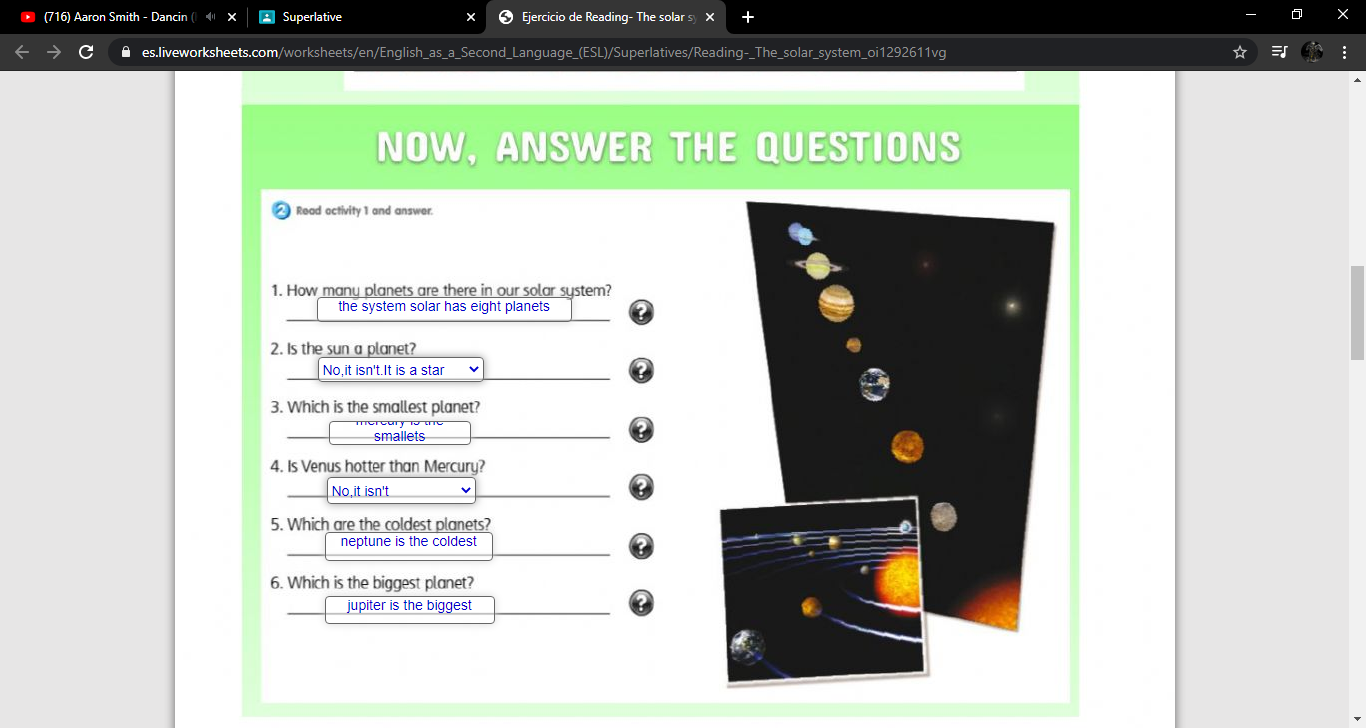 (716) Aaron Smith - Dancin (
Superlative
Ejercicio de Reading- The solar sy
es.liveworksheets.com/worksheets/en/English_as_a_Second_Language_(ESL)/Superlatives/Reading-_The_solar_system_oi1292611vg
NOW, ANSWER THE QUESTIONS
2 Read activity 1 and answer.
1. How many planets are there in our solar system?
the system solar has eight planets
?
2. Is the sun a planet?
No,it isn't.It is a star
?
3. Which is the smallest planet?
mercury is the
smallets
?
4. Is Venus hotter than Mercury?
No,it isn't
?
5. Which are the coldest planets?
neptune is the coldest
?
6. Which is the biggest planet?
jupiter is the biggest
?